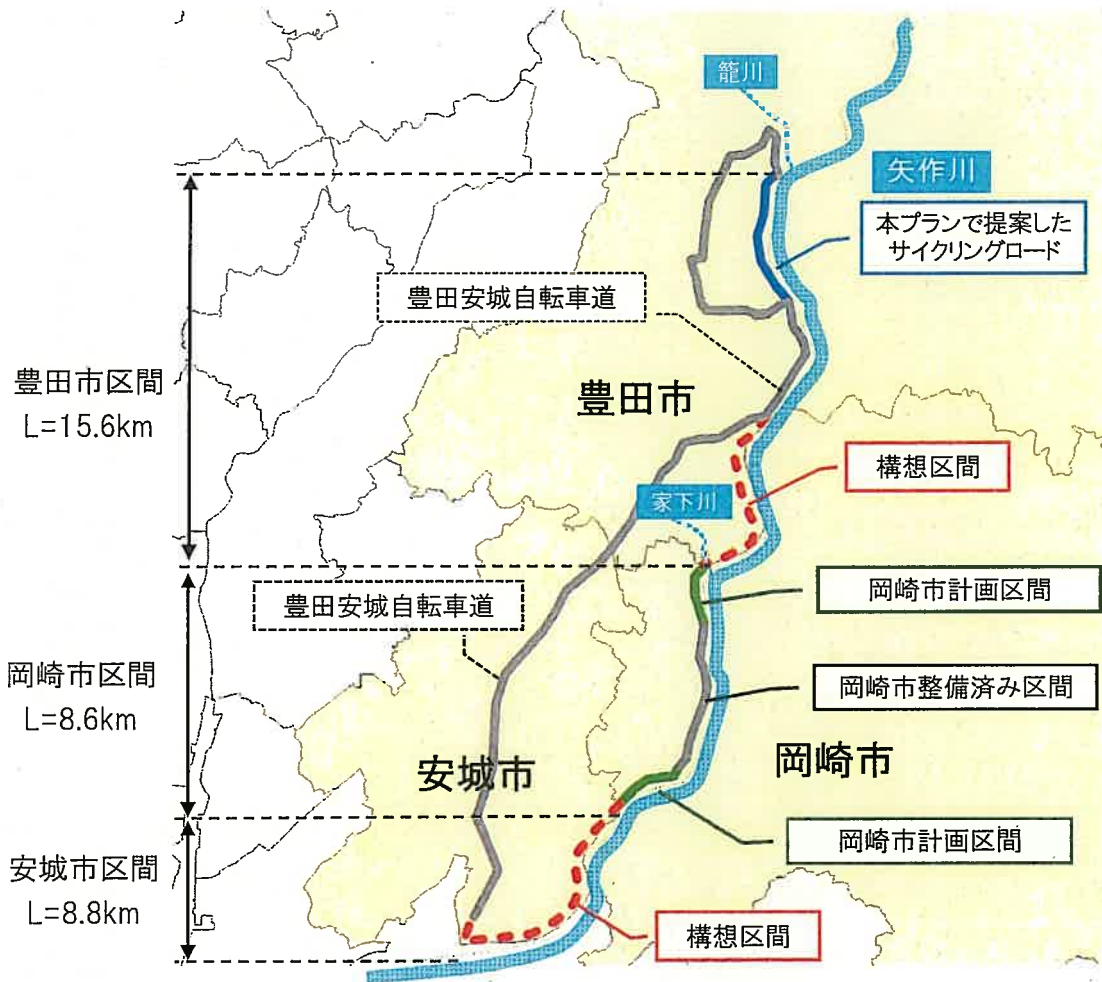 籠川
矢作川
本プランで提案した
サイクリングロード
豊田安城自転車道
豊田市区間
L=15.6km
豊田市
構想区間
家下川
岡崎市計画区間
豊田安城自転車道
岡崎市区間
L=8.6km
岡崎市整備済み区間
安城市
岡崎市
岡崎市計画区間
安城市区間
L=8.8km
構想区間